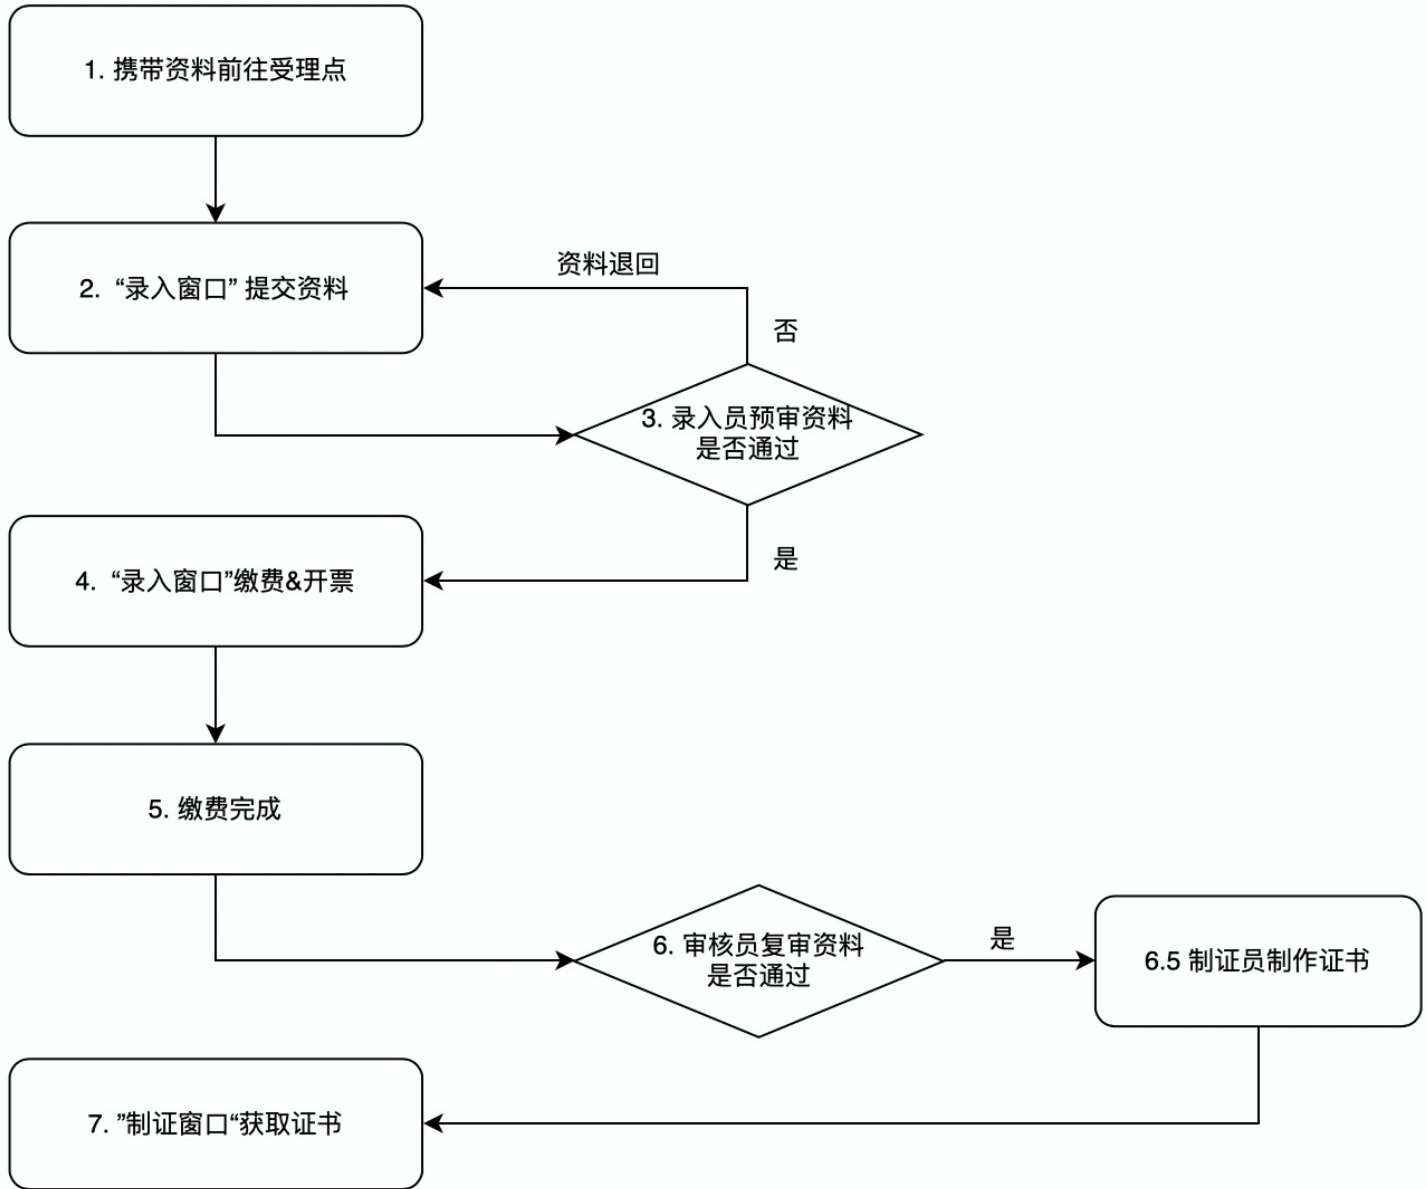 1. 携带资料前往受理点
2. “录入窗口” 提交资料
资料退回
否
3. 录入员预审资料
是否通过
是
4. “录入窗口”缴费&开票
5. 缴费完成
6. 审核员复审资料
是否通过
是
6.5 制证员制作证书
7. ”制证窗口“获取证书